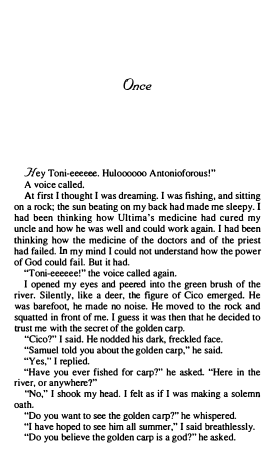 Once
Hey Toni-eeeeee. Huloooooo Antonioforous!"
A voice called.
At first I thought I was dreaming. I was fishing, and sitting
on a rock; the sun beating on my back had made me sleepy. I
had been thinking how Ultima's medicine had cured my
uncle and how he was well and could work again. I had been
thinking how the medicine of the doctors and of the priest
had failed. In my mind I could not understand how the power
of God could fail. But it had.
"Toni-eeeeee!" the voice called again.
I opened my eyes and peered into the green brush of the
river. Silently, like a deer, the figure of Cico emerged. He
was barefoot, he made no noise. He moved to the rock and
squatted in front of me. I guess it was then that he decided to
trust me with the secret of the golden carp.
"Cico?" I said. He nodded his dark, freckled face.
"Samuel told you about the golden carp," he said.
"Yes," I replied.
"Have you ever fished for carp?" he asked. "Here in the
river, or anywhere?"
"No," I shook my head. I felt as if I was making a solemn
oath.
"Do you want to see the golden carp?" he whispered.
"I have hoped to see him all summer," I said breathlessly.
"Do you believe the golden carp is a god?" he asked.